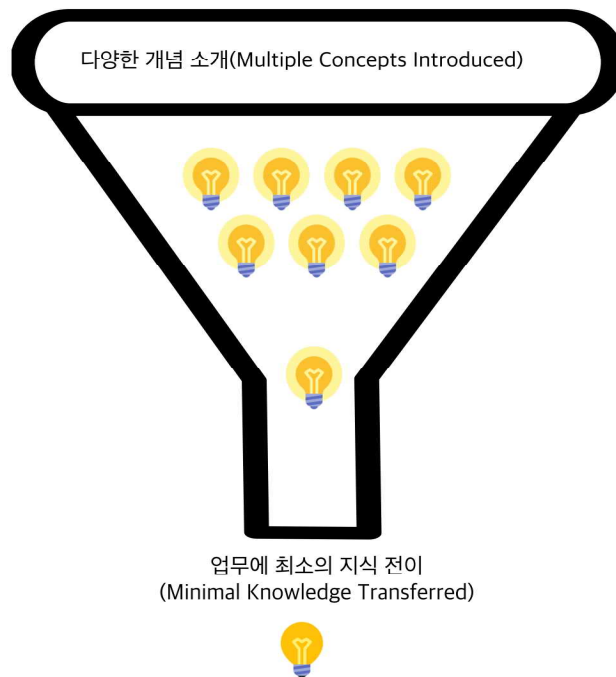 다양한 개념 소개(Multiple Concepts Introduced)
업무에 최소의 지식 전이
(Minimal Knowledge Transferred)